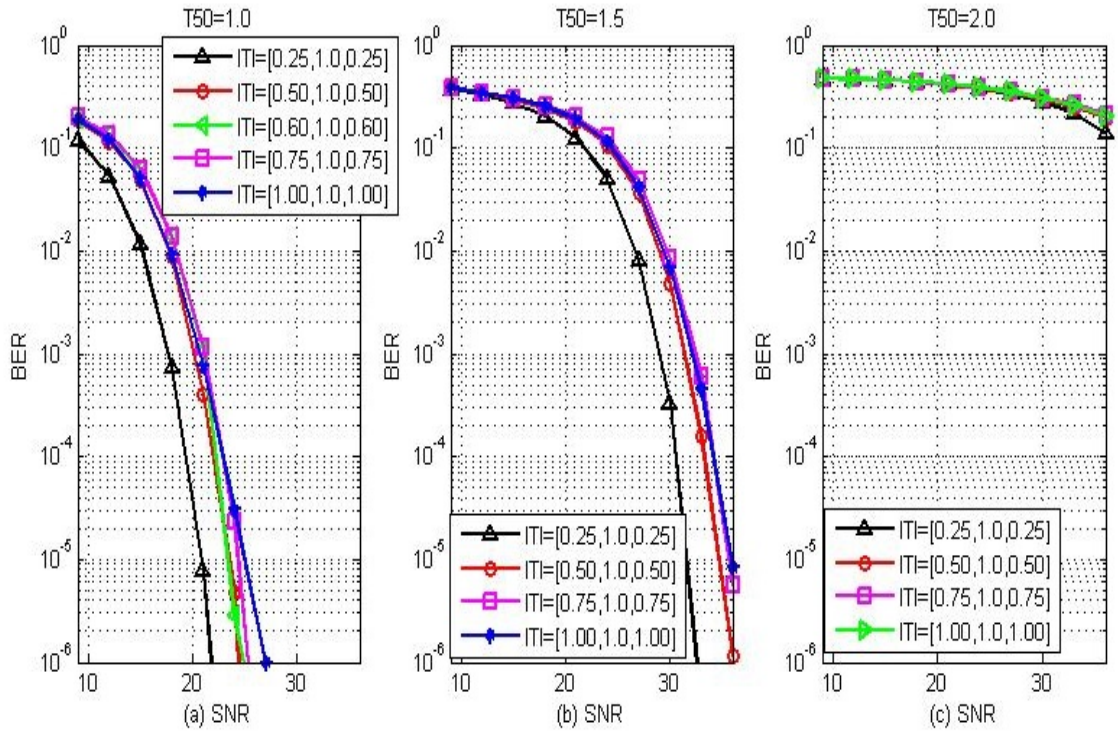 T50=1.0
10^0
10^-1
10^-2
10^-3
10^-4
10^-5
10^-6
BER
ITI=[0.25,1.0,0.25]
ITI=[0.50,1.0,0.50]
ITI=[0.60,1.0,0.60]
ITI=[0.75,1.0,0.75]
ITI=[1.00,1.0,1.00]
10 20 30
(a) SNR
T50=1.5
10^0
10^-1
10^-2
10^-3
10^-4
10^-5
10^-6
BER
ITI=[0.25,1.0,0.25]
ITI=[0.50,1.0,0.50]
ITI=[0.75,1.0,0.75]
ITI=[1.00,1.0,1.00]
10 20 30
(b) SNR
T50=2.0
10^0
10^-1
10^-2
10^-3
10^-4
10^-5
10^-6
BER
ITI=[0.25,1.0,0.25]
ITI=[0.50,1.0,0.50]
ITI=[0.75,1.0,0.75]
ITI=[1.00,1.0,1.00]
10 20 30
(c) SNR